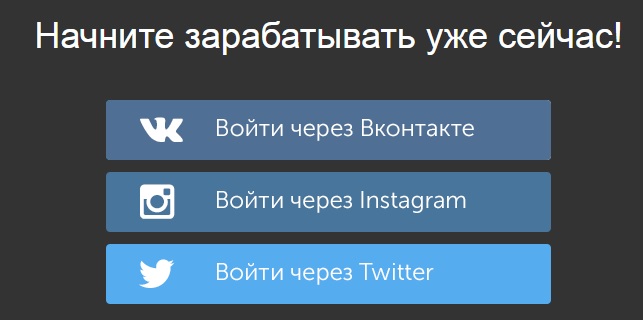 Начните зарабатывать уже сейчас!
Войти через Вконтакте
Войти через Instagram
Войти через Twitter